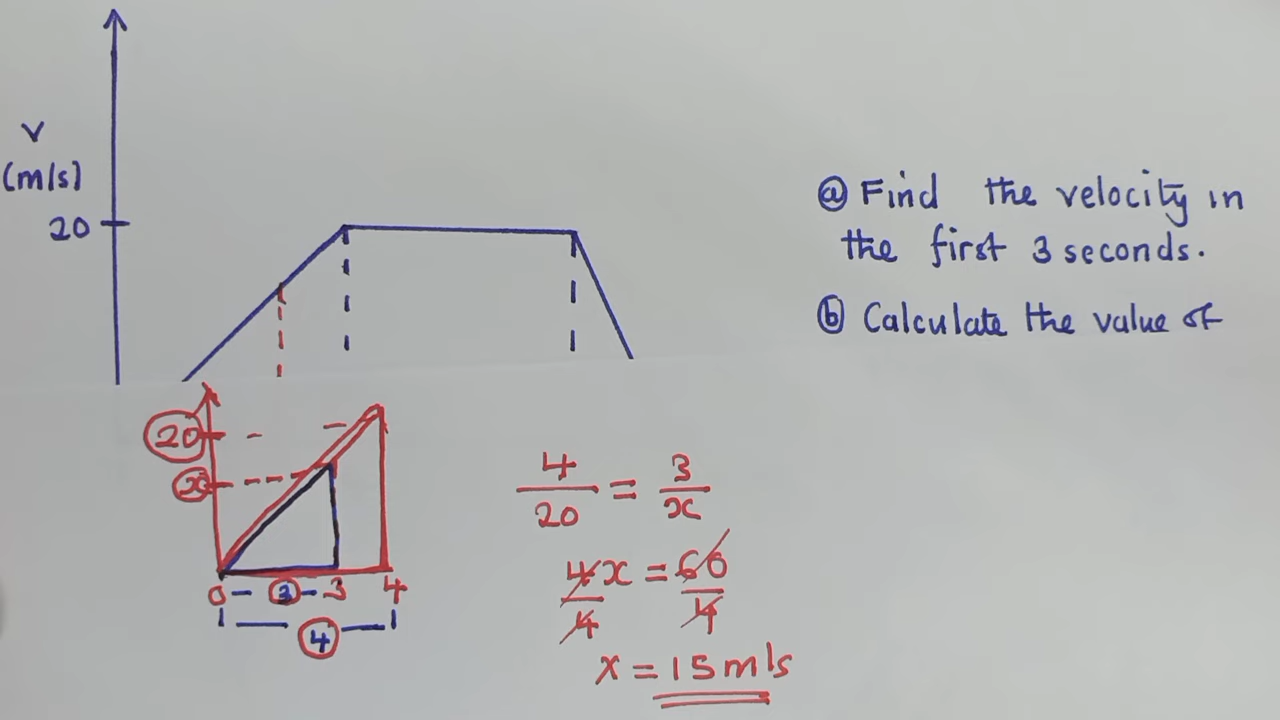 v
(m/s)
20
ⓐ Find the velocity in
the first 3 seconds.
ⓑ Calculate the value of
20
x
0 3 3 4
4
4/20 = 3/x
4x/4 = 60/4
x = 15m/s